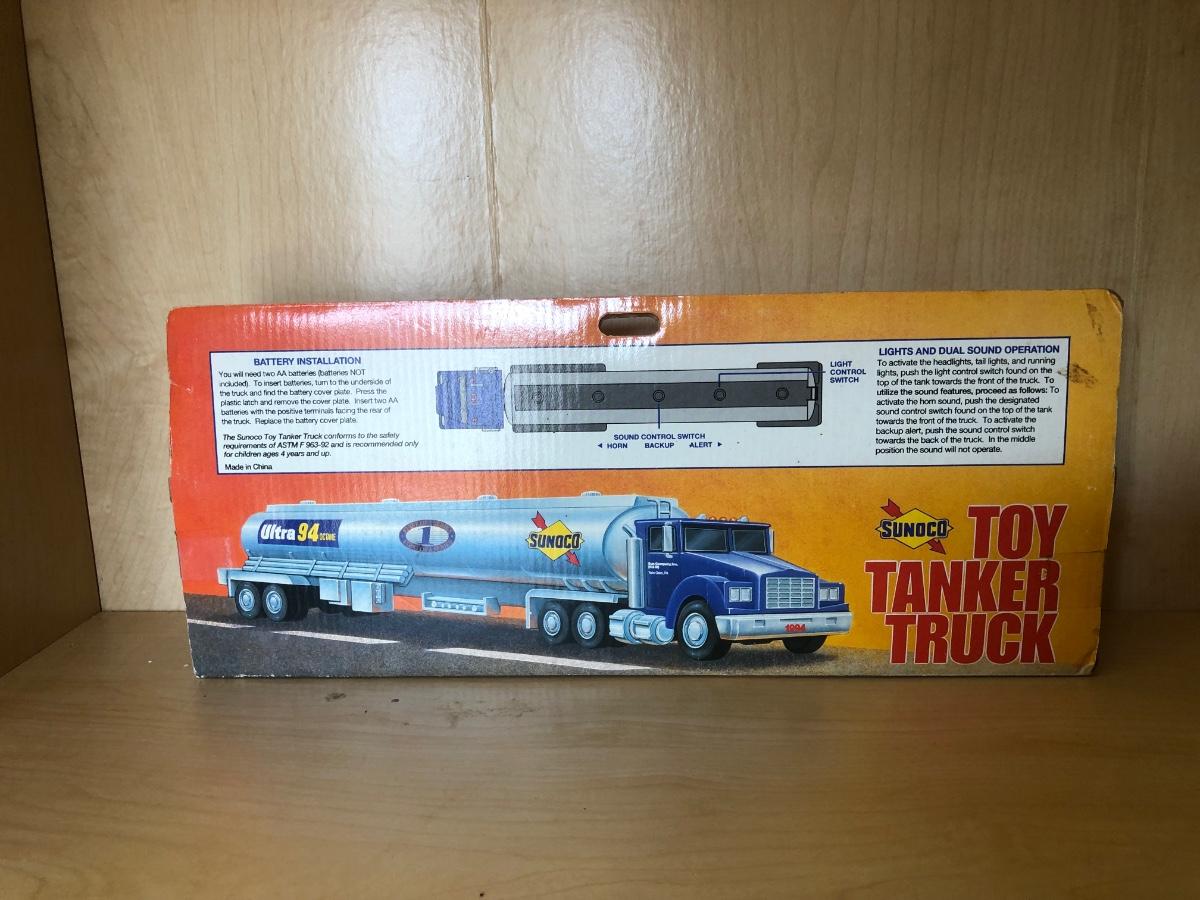 BATTERY INSTALLATION
You will need two AA batteries (batteries NOT
included). To insert batteries, turn to the underside of
the truck and find the battery cover plate. Press the
plastic latch and remove the cover plate. Insert two AA
batteries with the positive terminals facing the rear of
the truck. Replace the battery cover plate.
The Sunoco Toy Tanker Truck conforms to the safety
requirements of ASTM F 963-92 and is recommended only
for children ages 4 years and up.
Made in China
LIGHT
CONTROL
SWITCH
SOUND CONTROL SWITCH
◄ HORN BACKUP ALERT ►
LIGHTS AND DUAL SOUND OPERATION
To activate the headlights, tail lights, and running
lights, push the light control switch found on the
top of the tank towards the front of the truck. To
utilize the sound features, proceed as follows: To
activate the horn sound, push the designated
sound control switch found on the top of the tank
towards the front of the truck. To activate the
backup alert, push the sound control switch
towards the back of the truck. In the middle
position the sound will not operate.
Ultra 94 OCTANE
1
SUNOCO
Sun Company, Inc.
1994
SUNOCO
TOY
TANKER
TRUCK